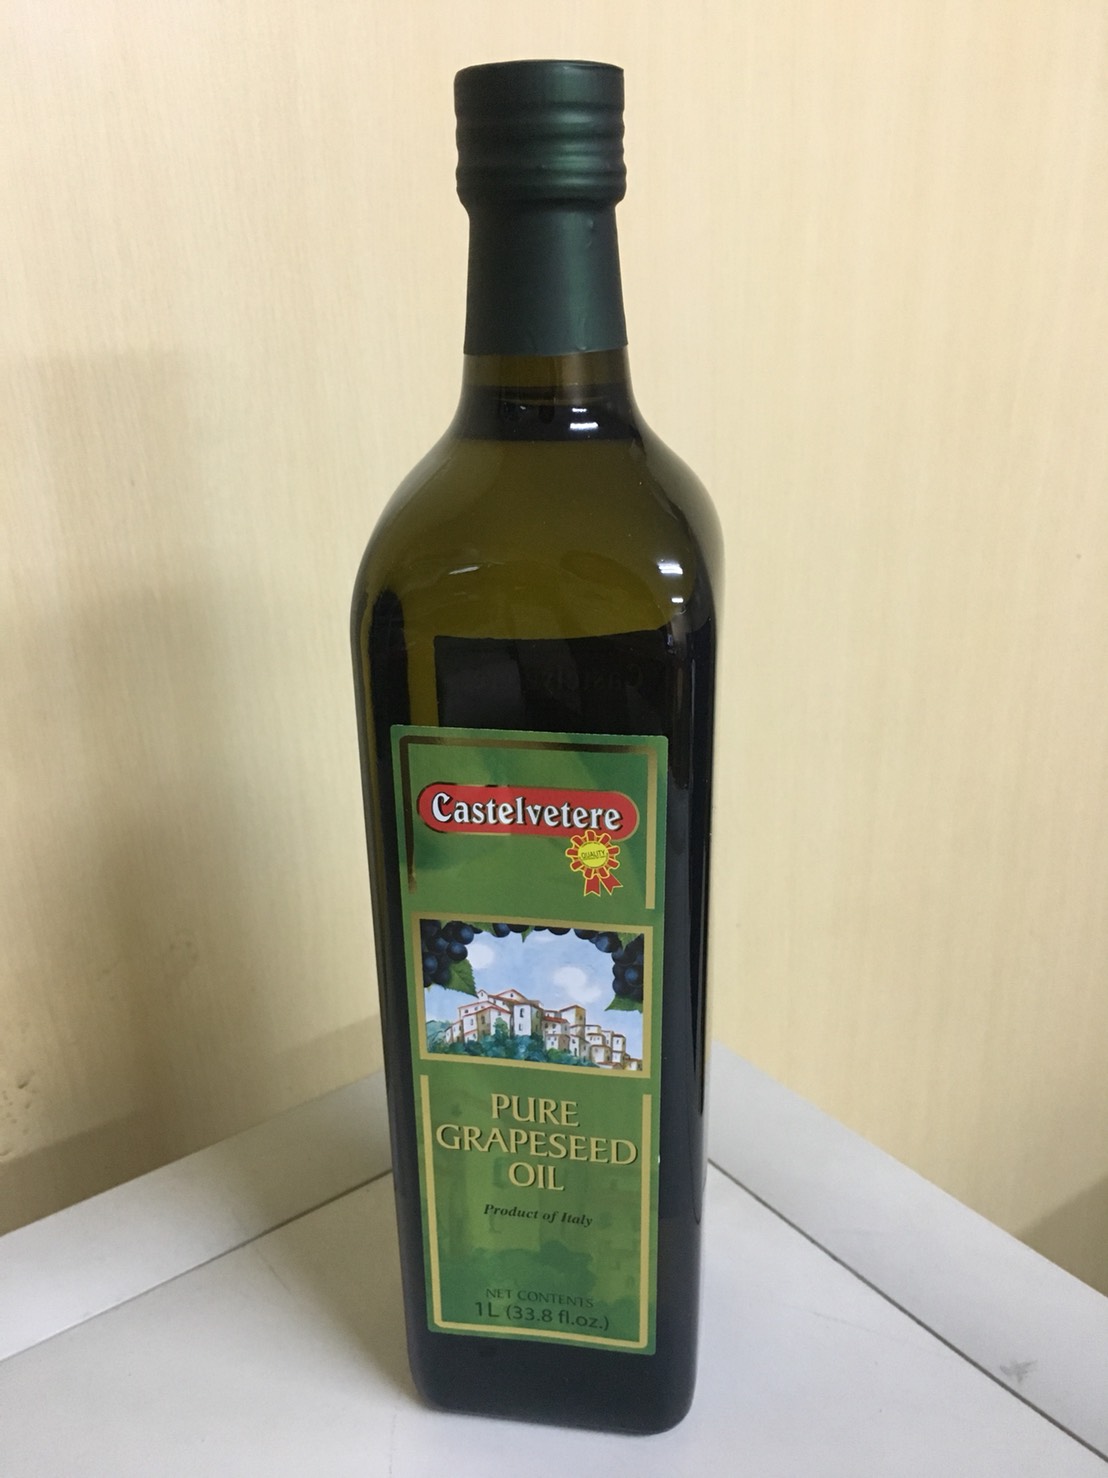 Castelvetere
QUALITY
PURE
GRAPESEED
OIL
Product of Italy
NET CONTENTS
1L (33.8 fl.oz.)